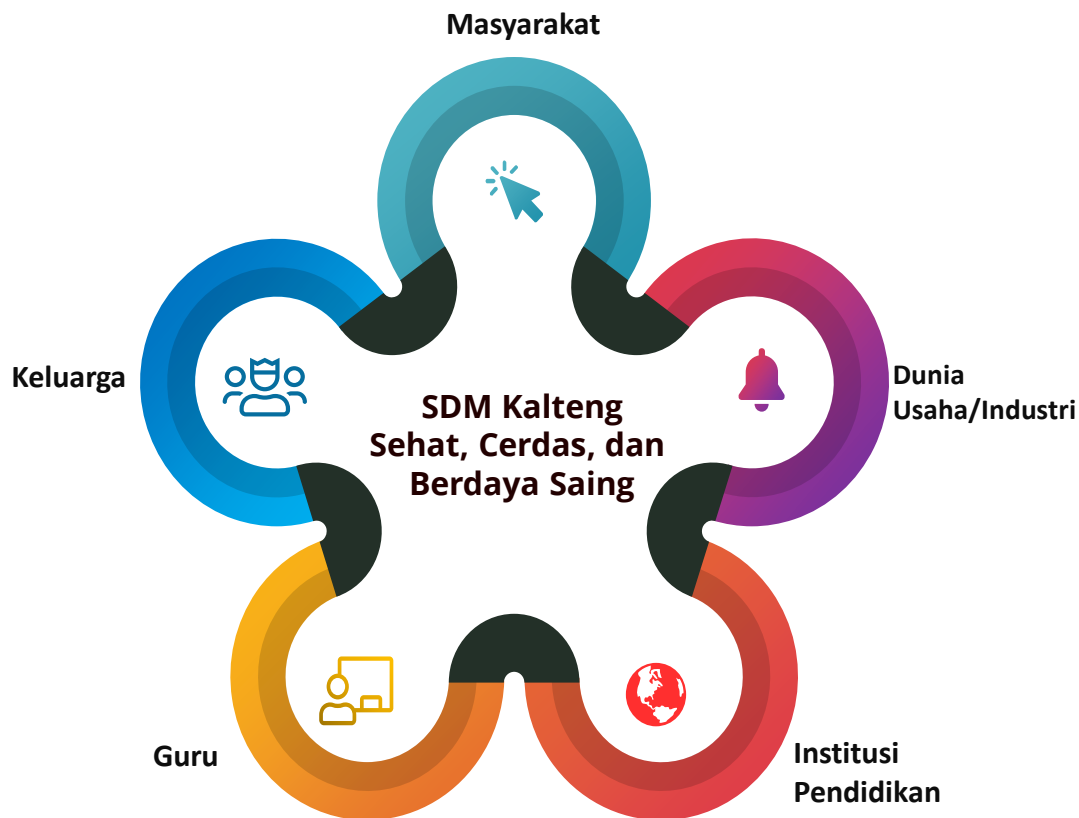 Masyarakat
Keluarga
Dunia
Usaha/Industri
SDM Kalteng
Sehat, Cerdas, dan
Berdaya Saing
Guru
Institusi
Pendidikan